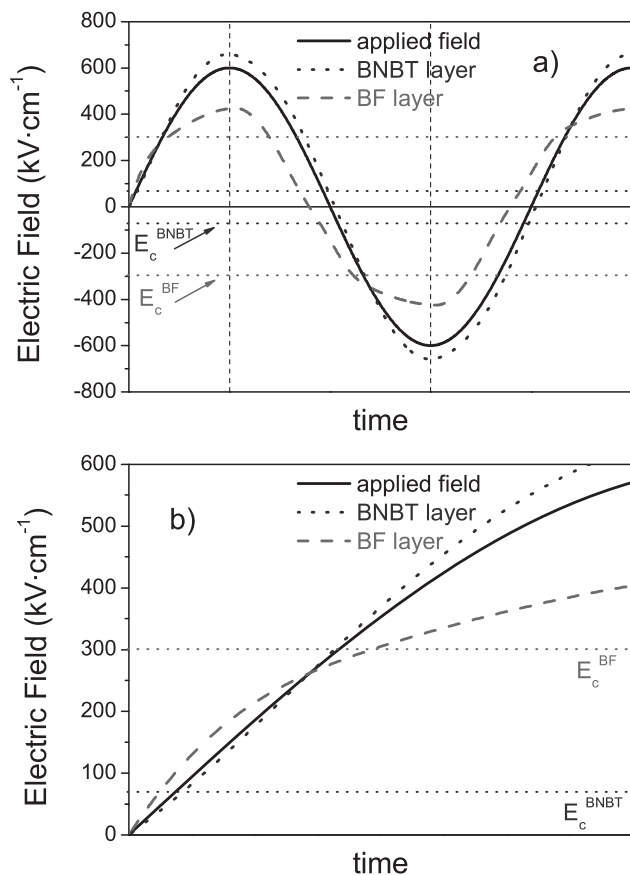 800
600
400
200
0
-200
-400
-600
-800
Electric Field (kV·cm⁻¹)
applied field
BNBT layer
BF layer
a)
E_c^BNBT
E_c^BF
time
600
500
400
300
200
100
0
Electric Field (kV·cm⁻¹)
applied field
BNBT layer
BF layer
b)
E_c^BF
E_c^BNBT
time